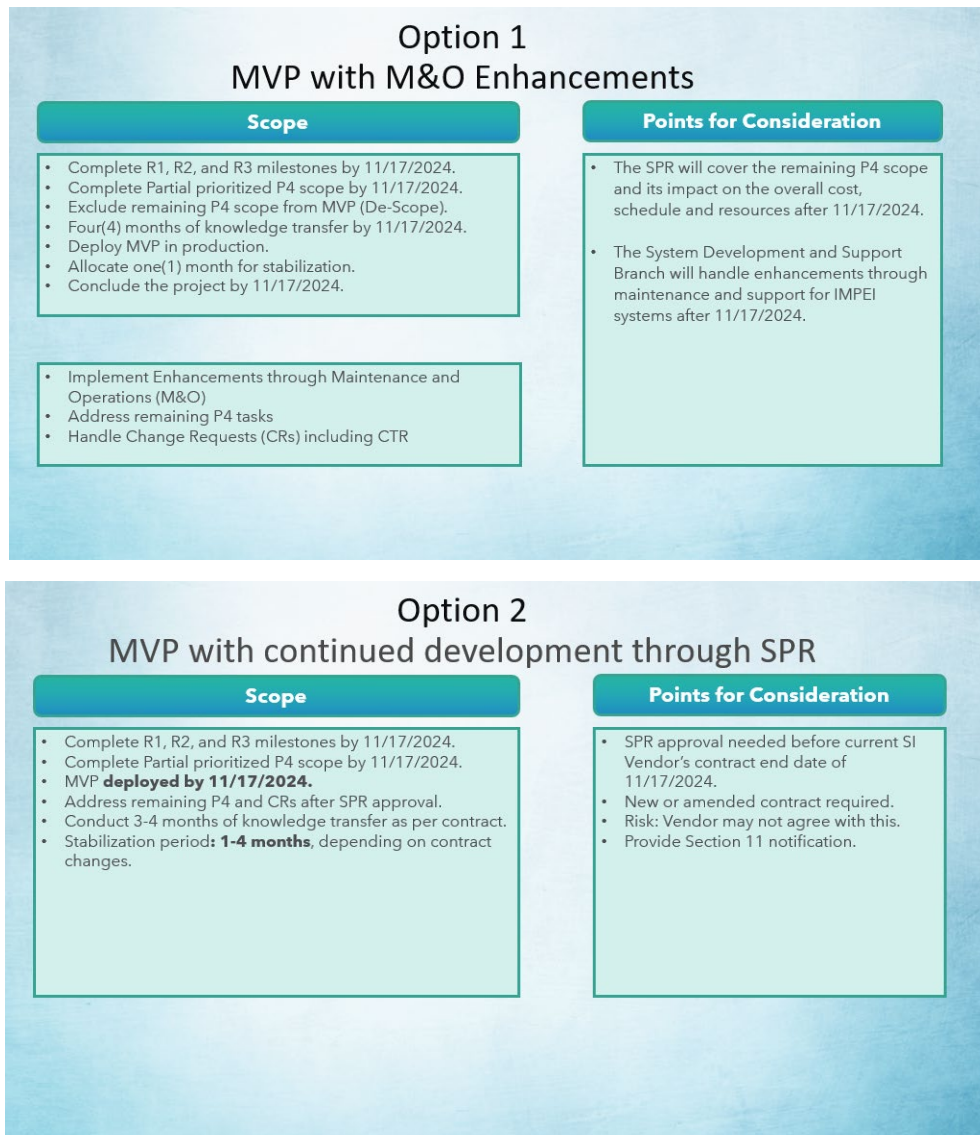 Option 1
MVP with M&O Enhancements
Scope
• Complete R1, R2, and R3 milestones by 11/17/2024.
• Complete Partial prioritized P4 scope by 11/17/2024.
• Exclude remaining P4 scope from MVP (De-Scope).
• Four(4) months of knowledge transfer by 11/17/2024.
• Deploy MVP in production.
• Allocate one(1) month for stabilization.
• Conclude the project by 11/17/2024.
• Implement Enhancements through Maintenance and
Operations (M&O)
• Address remaining P4 tasks
• Handle Change Requests (CRs) including CTR
Points for Consideration
• The SPR will cover the remaining P4 scope
and its impact on the overall cost,
schedule and resources after 11/17/2024.
• The System Development and Support
Branch will handle enhancements through
maintenance and support for IMPEI
systems after 11/17/2024.
Option 2
MVP with continued development through SPR
Scope
• Complete R1, R2, and R3 milestones by 11/17/2024.
• Complete Partial prioritized P4 scope by 11/17/2024.
• MVP deployed by 11/17/2024.
• Address remaining P4 and CRs after SPR approval.
• Conduct 3-4 months of knowledge transfer as per contract.
• Stabilization period: 1-4 months, depending on contract
changes.
Points for Consideration
• SPR approval needed before current SI
Vendor’s contract end date of
11/17/2024.
• New or amended contract required.
• Risk: Vendor may not agree with this.
• Provide Section 11 notification.